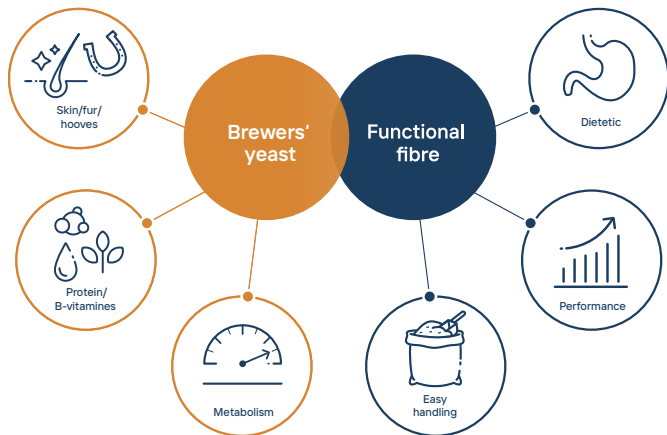 Skin/fur/
hooves
Brewers‘
yeast
Functional
fibre
Dietetic
Protein/
B-vitamines
Performance
Metabolism
Easy
handling